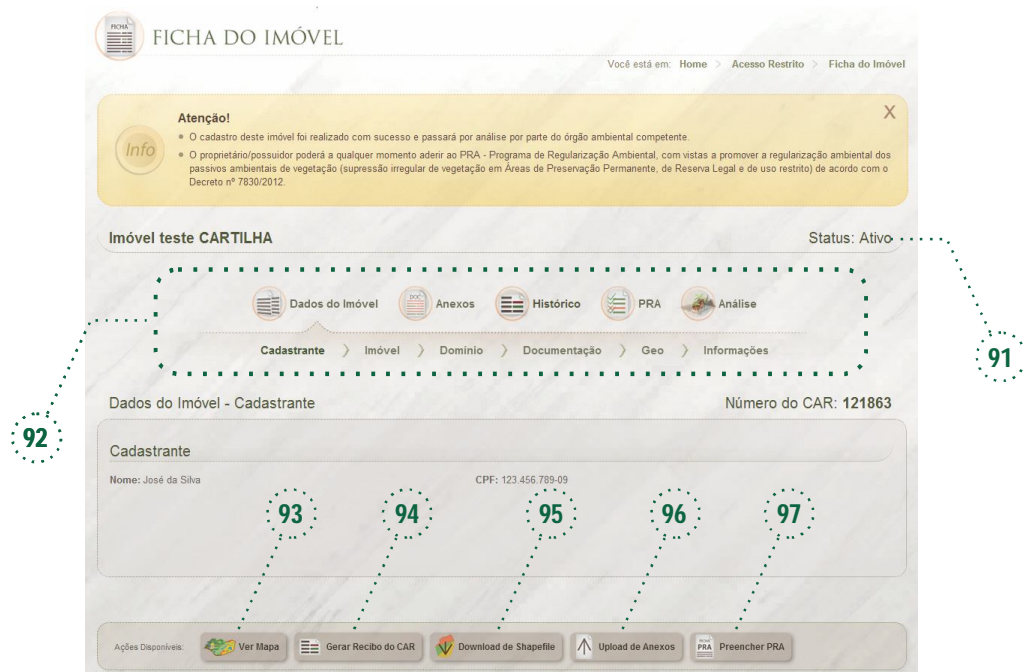 FICHA
FICHA DO IMÓVEL
Você está em: Home > Acesso Restrito > Ficha do Imóvel
X
Info
Atenção!
O cadastro deste imóvel foi realizado com sucesso e passará por análise por parte do órgão ambiental competente.
O proprietário/possuidor poderá a qualquer momento aderir ao PRA - Programa de Regularização Ambiental, com vistas a promover a regularização ambiental dos
passivos ambientais de vegetação (supressão irregular de vegetação em Áreas de Preservação Permanente, de Reserva Legal e de uso restrito) de acordo com o
Decreto nº 7830/2012.
Imóvel teste CARTILHA Status: Ativo
Dados do Imóvel DOC Anexos Histórico PRA Análise
Cadastrante > Imóvel > Domínio > Documentação > Geo > Informações
91
Dados do Imóvel - Cadastrante Número do CAR: 121863
92
Cadastrante
Nome: José da Silva CPF: 123.456.789-09
93 94 95 96 97
Ações Disponíveis: Ver Mapa Gerar Recibo do CAR Download de Shapefile Upload de Anexos FICHA PRA Preencher PRA